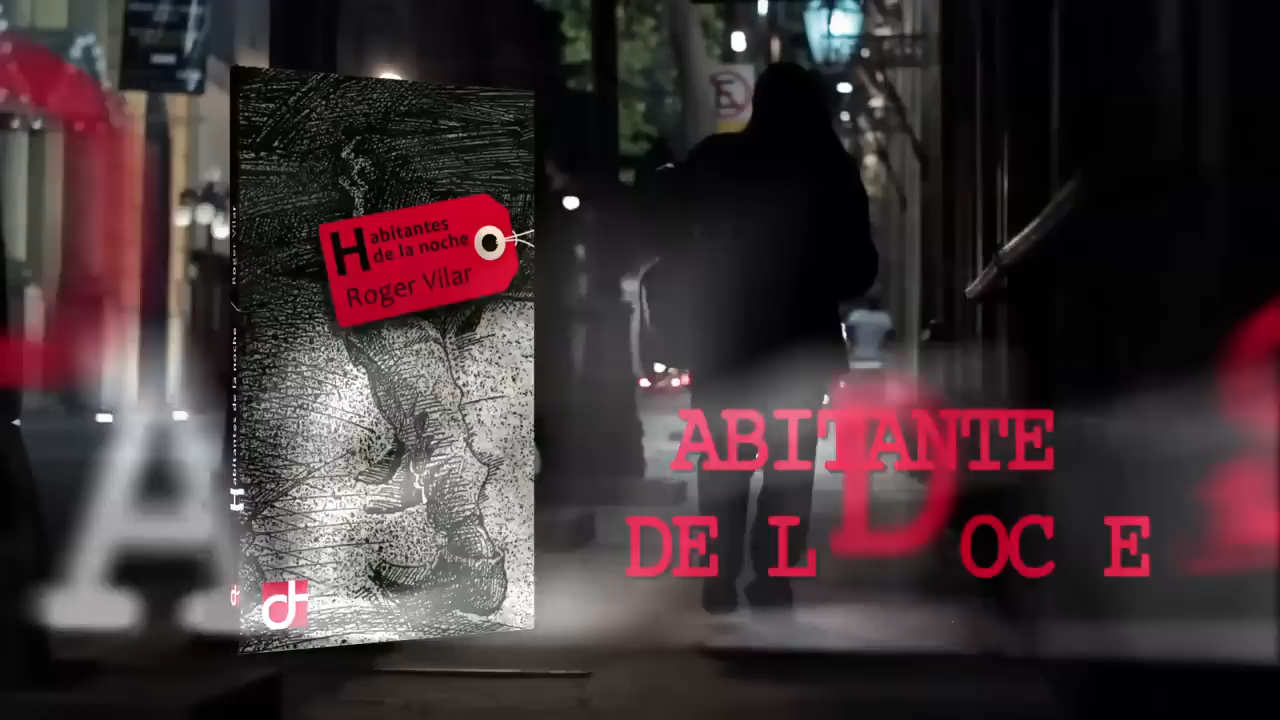 Habitantes
de la noche
Roger Vilar
Habitantes de la noche / Roger Vilar
E
A
ABITANTE
D
DE L OC E